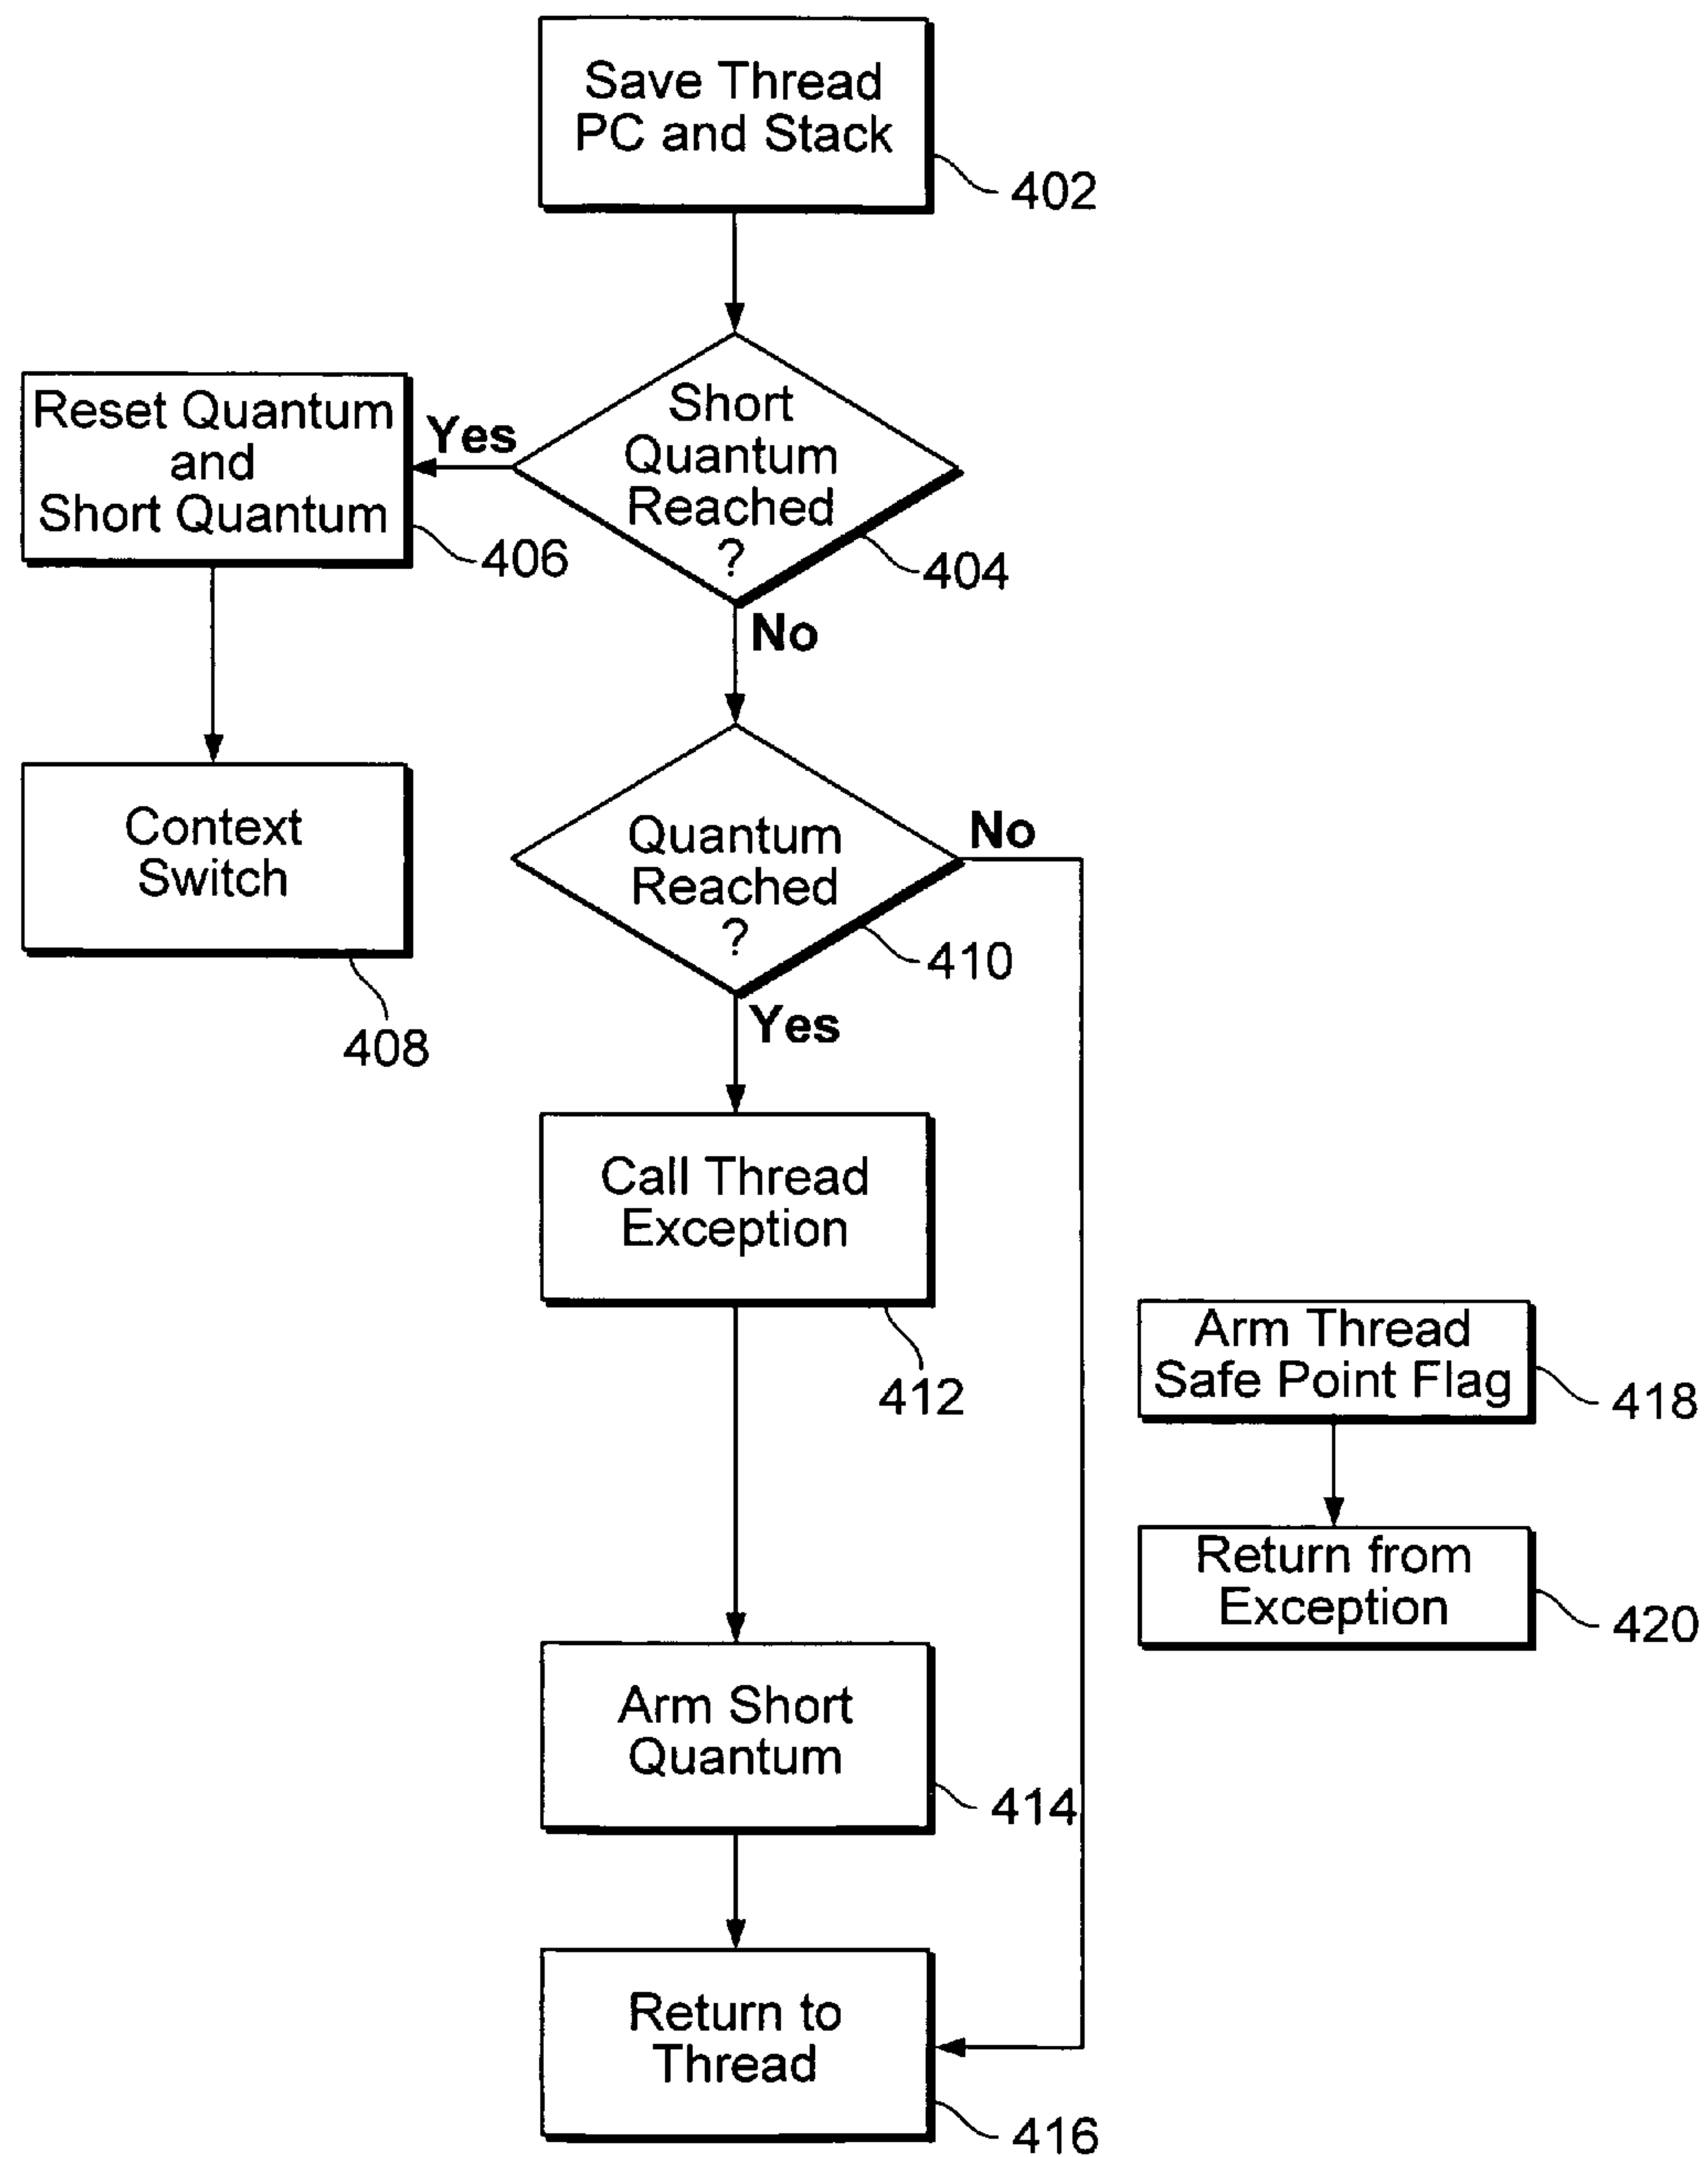 Save Thread
PC and Stack
402
Short
Quantum
Reached
?
404
Yes
Reset Quantum
and
Short Quantum
406
No
Context
Switch
408
Quantum
Reached
?
410
No
Yes
Call Thread
Exception
412
Arm Thread
Safe Point Flag
418
Return from
Exception
420
Arm Short
Quantum
414
Return to
Thread
416